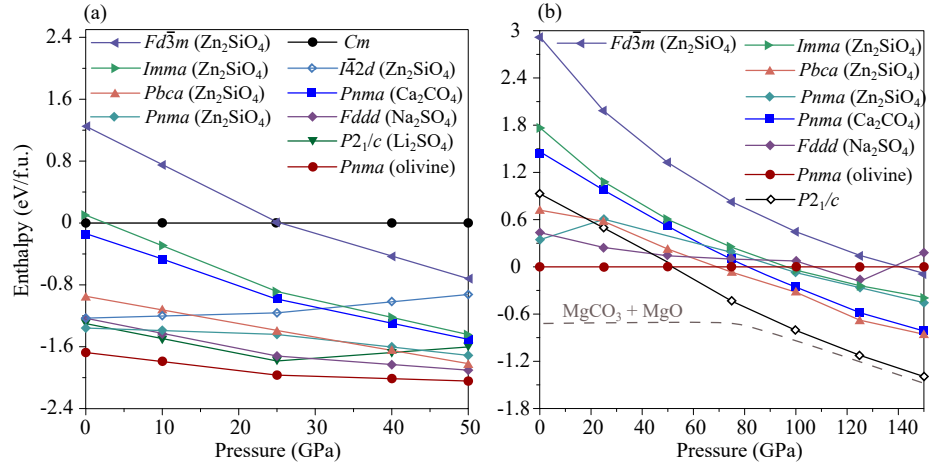 (a)
Fd3̅m (Zn₂SiO₄)
Imma (Zn₂SiO₄)
Pbca (Zn₂SiO₄)
Pnma (Zn₂SiO₄)
Cm
I4̅2d (Zn₂SiO₄)
Pnma (Ca₂CO₄)
Fddd (Na₂SO₄)
P2₁/c (Li₂SO₄)
Pnma (olivine)
Enthalpy (eV/f.u.)
2.4
1.6
0.8
0
-0.8
-1.6
-2.4
0
10
20
30
40
50
Pressure (GPa)
(b)
Fd3̅m (Zn₂SiO₄)
Imma (Zn₂SiO₄)
Pbca (Zn₂SiO₄)
Pnma (Zn₂SiO₄)
Pnma (Ca₂CO₄)
Fddd (Na₂SO₄)
Pnma (olivine)
P2₁/c
MgCO₃ + MgO
3
2.4
1.8
1.2
0.6
0
-0.6
-1.2
-1.8
0
20
40
60
80
100
120
140
Pressure (GPa)